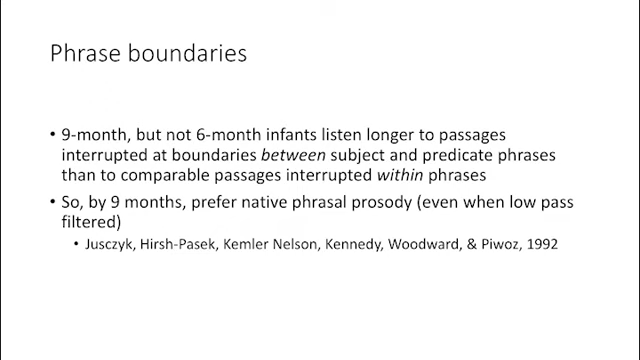 Phrase boundaries
• 9-month, but not 6-month infants listen longer to passages
interrupted at boundaries between subject and predicate phrases
than to comparable passages interrupted within phrases
• So, by 9 months, prefer native phrasal prosody (even when low pass
filtered)
• Jusczyk, Hirsh-Pasek, Kemler Nelson, Kennedy, Woodward, & Piwoz, 1992